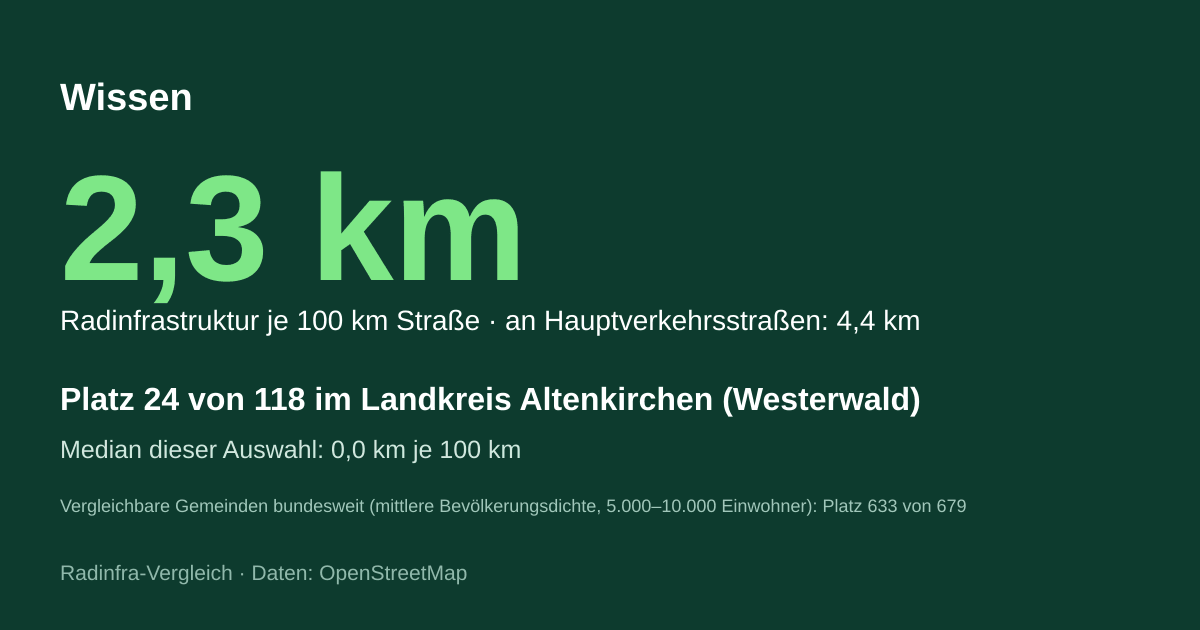 Wissen
2,3 km
Radinfrastruktur je 100 km Straße · an Hauptverkehrsstraßen: 4,4 km
Platz 24 von 118 im Landkreis Altenkirchen (Westerwald)
Median dieser Auswahl: 0,0 km je 100 km
Vergleichbare Gemeinden bundesweit (mittlere Bevölkerungsdichte, 5.000–10.000 Einwohner): Platz 633 von 679
Radinfra-Vergleich · Daten: OpenStreetMap